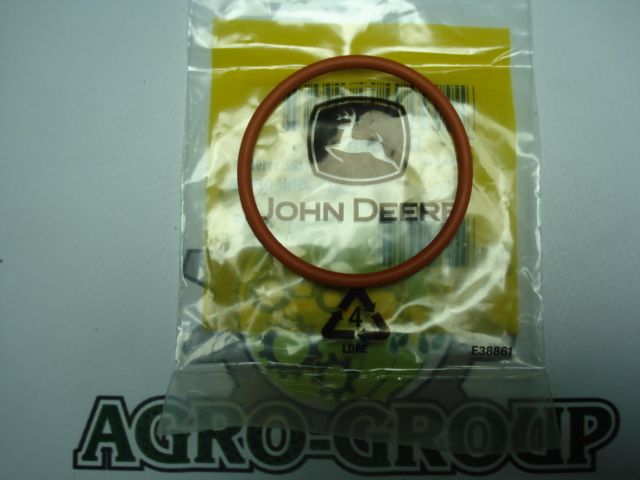 JOHN DEERE
4
LDPE
E38861
AGRO-GROUP